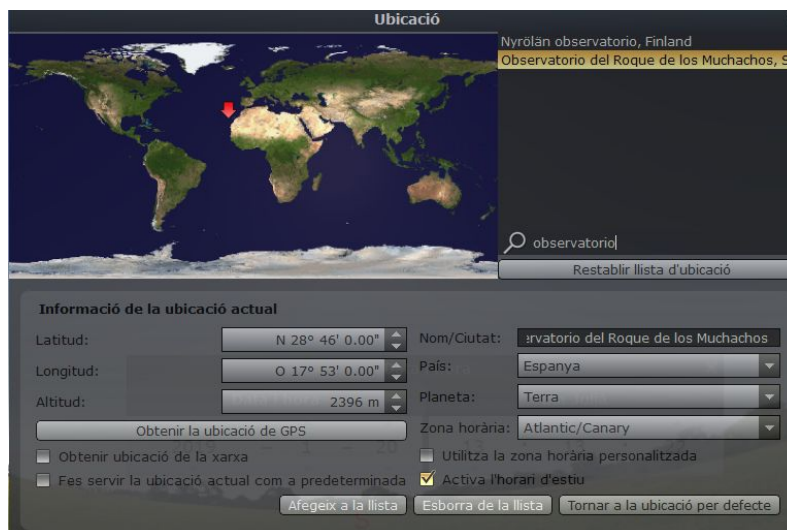 Ubicació
Nyrölän observatorio, Finland
Observatorio del Roque de los Muchachos, S
observatorio
Restablir llista d'ubicació
Informació de la ubicació actual
Latitud: N 28° 46' 0.00"
Nom/Ciutat: ervatorio del Roque de los Muchachos
Longitud: O 17° 53' 0.00"
País: Espanya
Altitud: 2396 m
Planeta: Terra
Obtenir la ubicació de GPS
Zona horària: Atlantic/Canary
Obtenir ubicació de la xarxa
Utilitza la zona horària personalitzada
Fes servir la ubicació actual com a predeterminada
Activa l'horari d'estiu
Afegeix a la llista
Esborra de la llista
Tornar a la ubicació per defecte